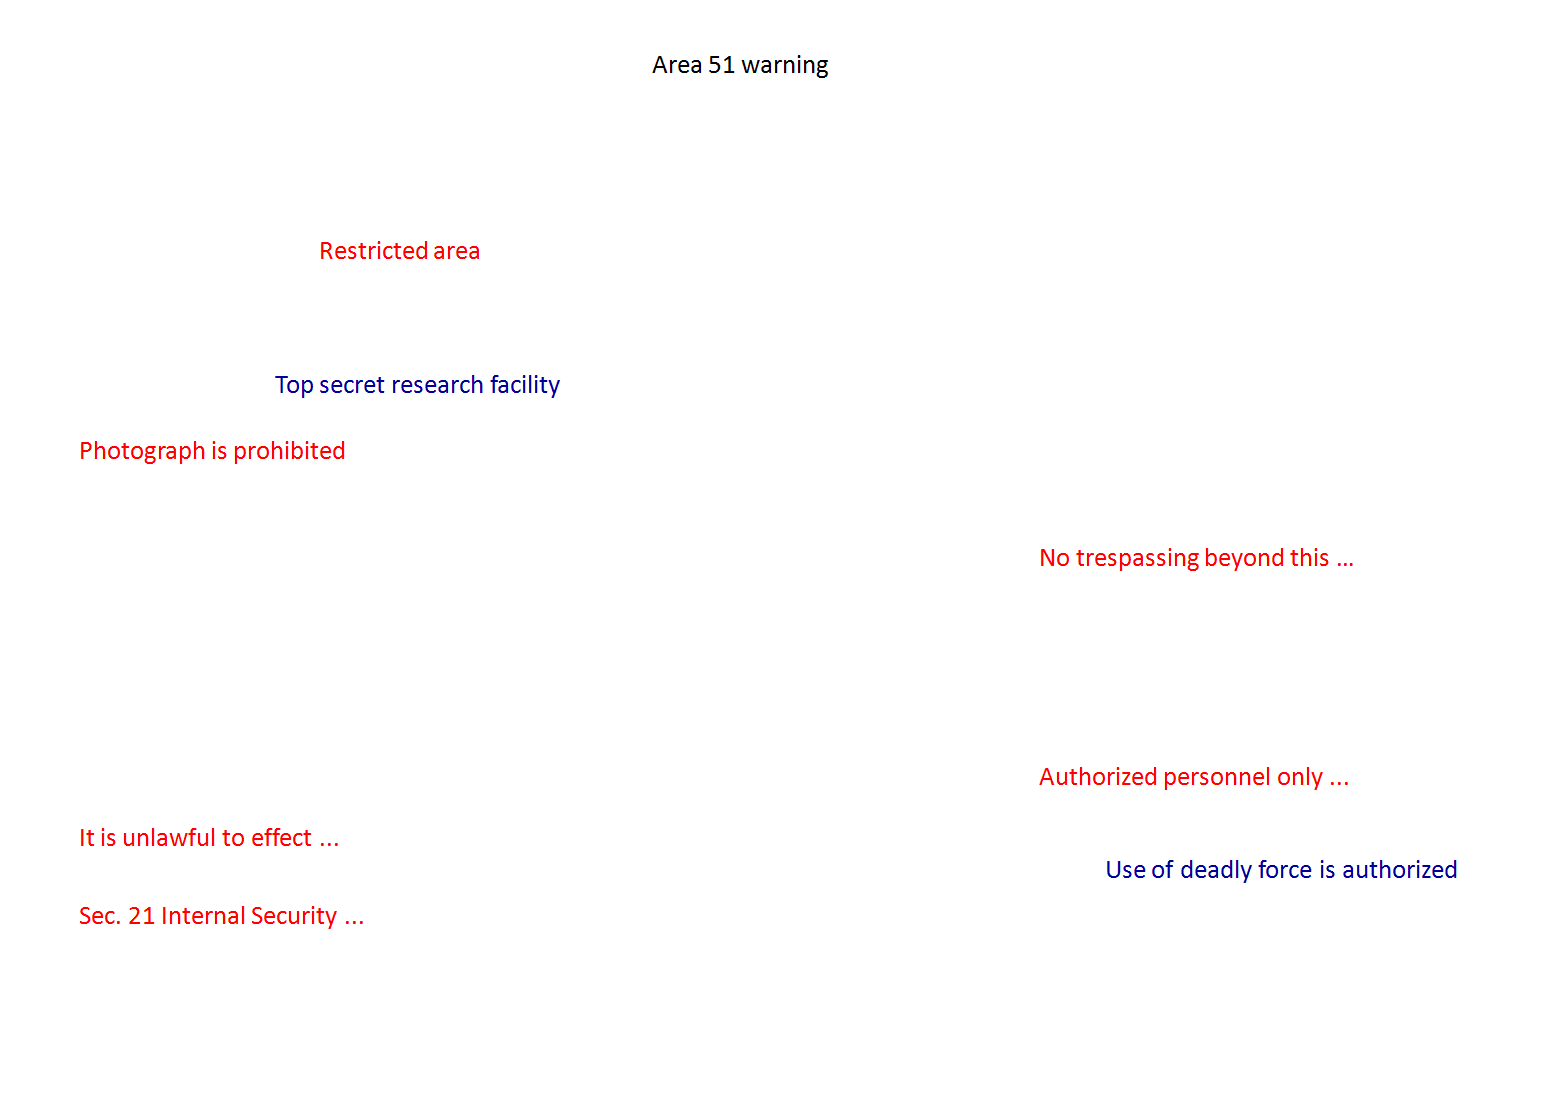 Area 51 warning
Restricted area
Top secret research facility
Photograph is prohibited
No trespassing beyond this ...
Authorized personnel only ...
It is unlawful to effect ...
Use of deadly force is authorized
Sec. 21 Internal Security ...